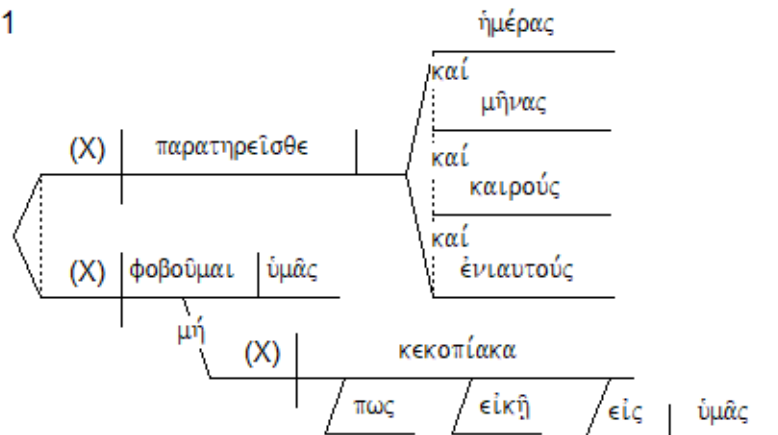 1
ἡμέρας
καί
μῆνας
(X) παρατηρεῖσθε
καί
καιρούς
καί
ἐνιαυτούς
(X) φοβοῦμαι ὑμᾶς
μή
(X) κεκοπίακα
πως εἰκῇ εἰς ὑμᾶς